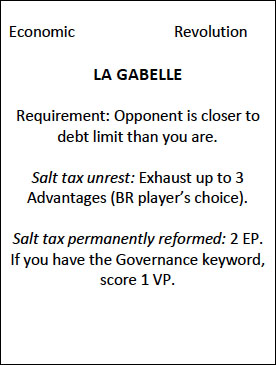 Economic Revolution
LA GABELLE
Requirement: Opponent is closer to
debt limit than you are.
Salt tax unrest: Exhaust up to 3
Advantages (BR player's choice).
Salt tax permanently reformed: 2 EP.
If you have the Governance keyword,
score 1 VP.